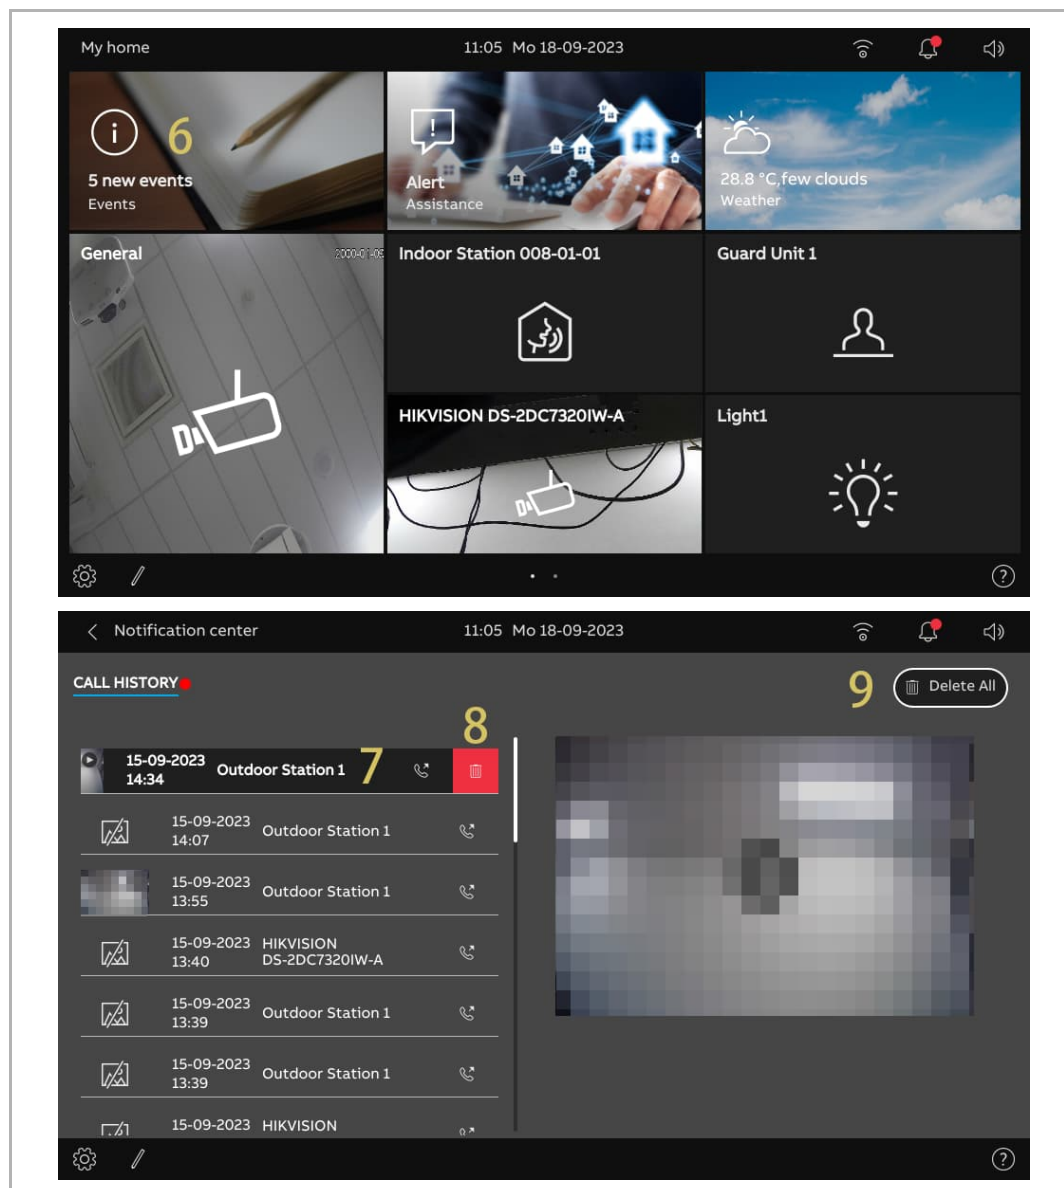 My home
11:05 Mo 18-09-2023
6
5 new events
Events
Alert
Assistance
28.8 °C,few clouds
Weather
General
Indoor Station 008-01-01
Guard Unit 1
HIKVISION DS-2DC7320IW-A
Light1
Notification center
11:05 Mo 18-09-2023
CALL HISTORY
9
Delete All
8
15-09-2023
14:34
Outdoor Station 1
7
15-09-2023
14:07
Outdoor Station 1
15-09-2023
13:55
Outdoor Station 1
15-09-2023
13:40
HIKVISION
DS-2DC7320IW-A
15-09-2023
13:39
Outdoor Station 1
15-09-2023
13:39
Outdoor Station 1
15-09-2023
HIKVISION